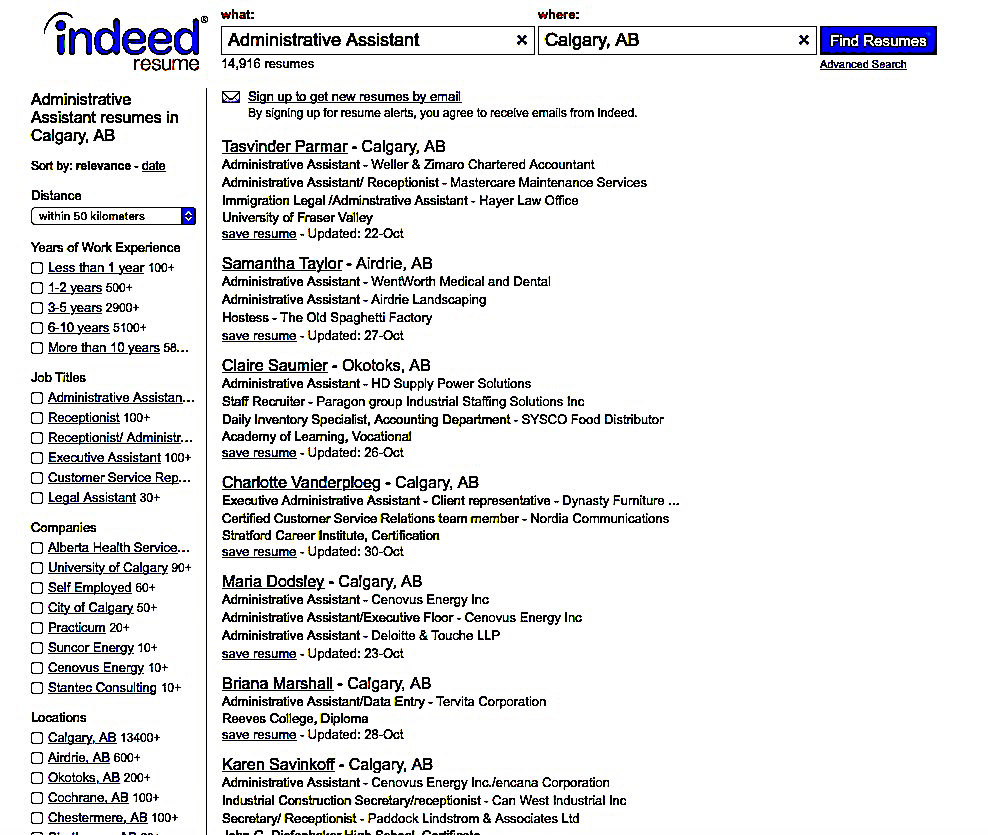 what:
where:
indeed®
resume
Administrative Assistant ×
Calgary, AB ×
Find Resumes
14,916 resumes
Advanced Search
Administrative
Assistant resumes in
Calgary, AB
Sort by: relevance - date
Distance
within 50 kilometers
Years of Work Experience
Less than 1 year 100+
1-2 years 500+
3-5 years 2900+
6-10 years 5100+
More than 10 years 58...
Job Titles
Administrative Assistan...
Receptionist 100+
Receptionist/ Administr...
Executive Assistant 100+
Customer Service Rep...
Legal Assistant 30+
Companies
Alberta Health Service...
University of Calgary 90+
Self Employed 60+
City of Calgary 50+
Practicum 20+
Suncor Energy 10+
Cenovus Energy 10+
Stantec Consulting 10+
Locations
Calgary, AB 13400+
Airdrie, AB 600+
Okotoks, AB 200+
Cochrane, AB 100+
Chestermere, AB 100+
Sign up to get new resumes by email
By signing up for resume alerts, you agree to receive emails from Indeed.
Tasvinder Parmar - Calgary, AB
Administrative Assistant - Weller & Zimaro Chartered Accountant
Administrative Assistant/ Receptionist - Mastercare Maintenance Services
Immigration Legal /Adminstrative Assistant - Hayer Law Office
University of Fraser Valley
save resume - Updated: 22-Oct
Samantha Taylor - Airdrie, AB
Administrative Assistant - WentWorth Medical and Dental
Administrative Assistant - Airdrie Landscaping
Hostess - The Old Spaghetti Factory
save resume - Updated: 27-Oct
Claire Saumier - Okotoks, AB
Administrative Assistant - HD Supply Power Solutions
Staff Recruiter - Paragon group Industrial Staffing Solutions Inc
Daily Inventory Specialist, Accounting Department - SYSCO Food Distributor
Academy of Learning, Vocational
save resume - Updated: 26-Oct
Charlotte Vanderploeg - Calgary, AB
Executive Administrative Assistant - Client representative - Dynasty Furniture ...
Certified Customer Service Relations team member - Nordia Communications
Stratford Career Institute, Certification
save resume - Updated: 30-Oct
Maria Dodsley - Calgary, AB
Administrative Assistant - Cenovus Energy Inc
Administrative Assistant/Executive Floor - Cenovus Energy Inc
Administrative Assistant - Deloitte & Touche LLP
save resume - Updated: 23-Oct
Briana Marshall - Calgary, AB
Administrative Assistant/Data Entry - Tervita Corporation
Reeves College, Diploma
save resume - Updated: 28-Oct
Karen Savinkoff - Calgary, AB
Administrative Assistant - Cenovus Energy Inc./encana Corporation
Industrial Construction Secretary/receptionist - Can West Industrial Inc
Secretary/ Receptionist - Paddock Lindstrom & Associates Ltd